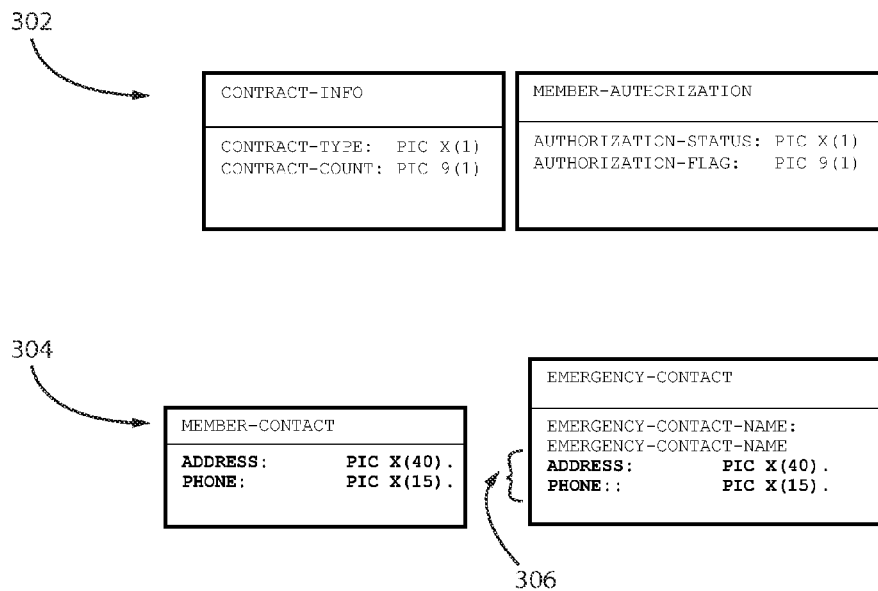 302
CONTRACT-INFO
CONTRACT-TYPE: PIC X(1)
CONTRACT-COUNT: PIC 9(1)
MEMBER-AUTHORIZATION
AUTHORIZATION-STATUS: PIC X(1)
AUTHORIZATION-FLAG: PIC 9(1)
304
MEMBER-CONTACT
ADDRESS: PIC X(40).
PHONE: PIC X(15).
EMERGENCY-CONTACT
EMERGENCY-CONTACT-NAME:
EMERGENCY-CONTACT-NAME
ADDRESS: PIC X(40).
PHONE:: PIC X(15).
306